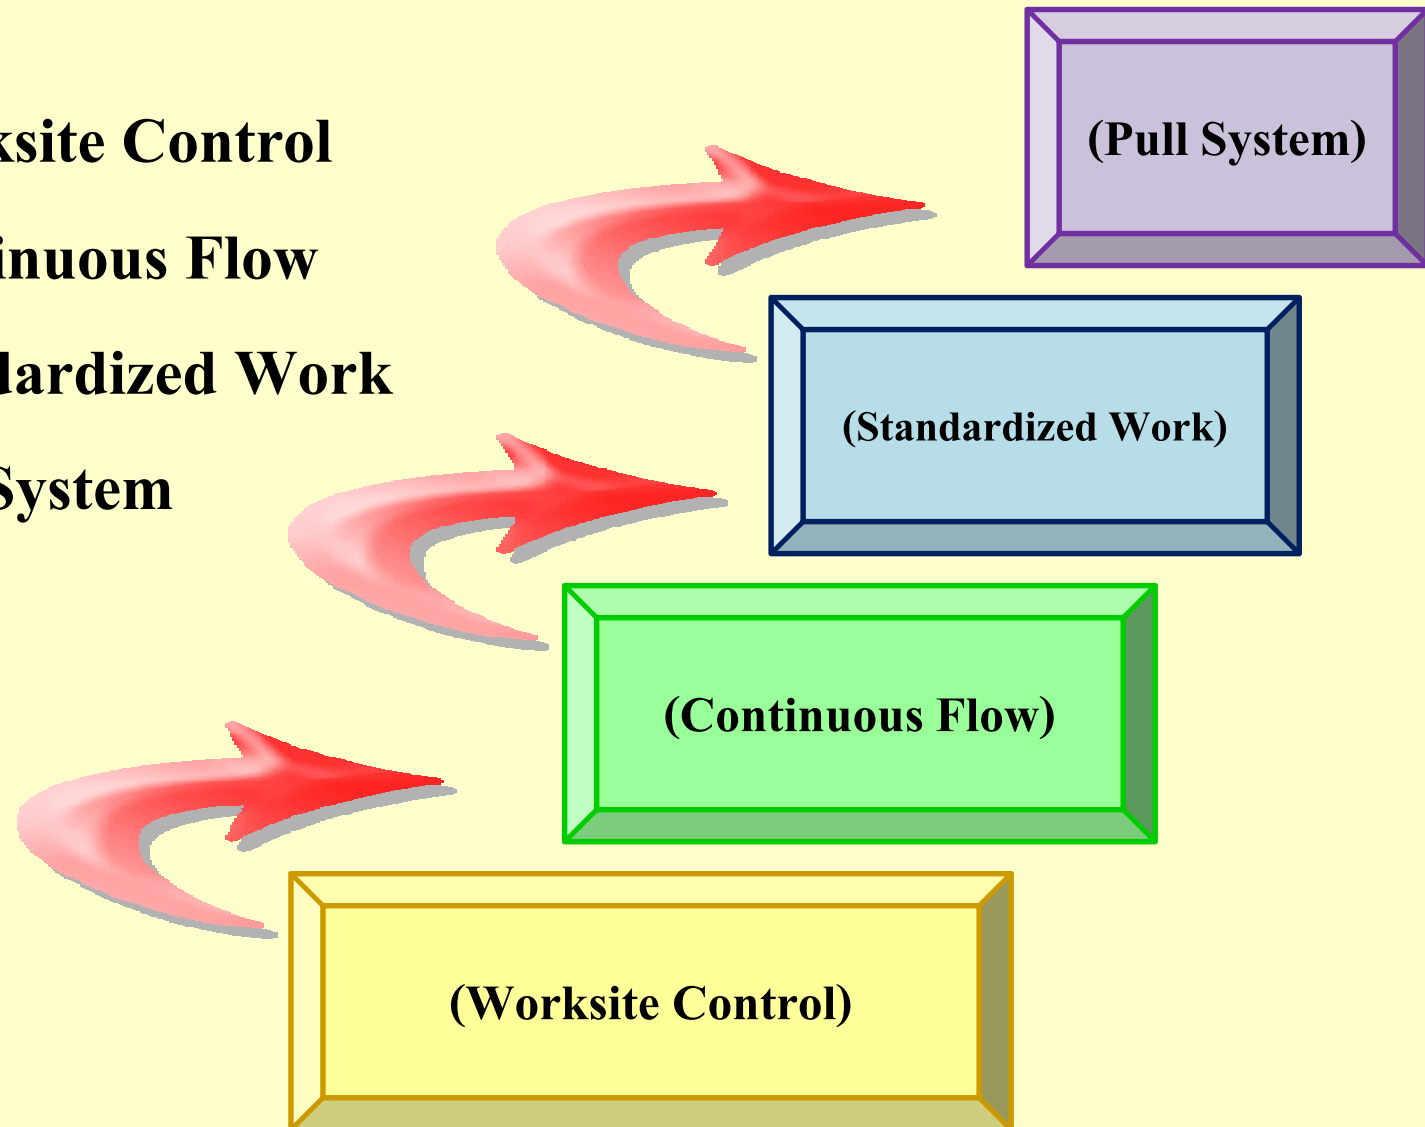 ksite Control
inuous Flow
dardized Work
System
(Pull System)
(Standardized Work)
(Continuous Flow)
(Worksite Control)